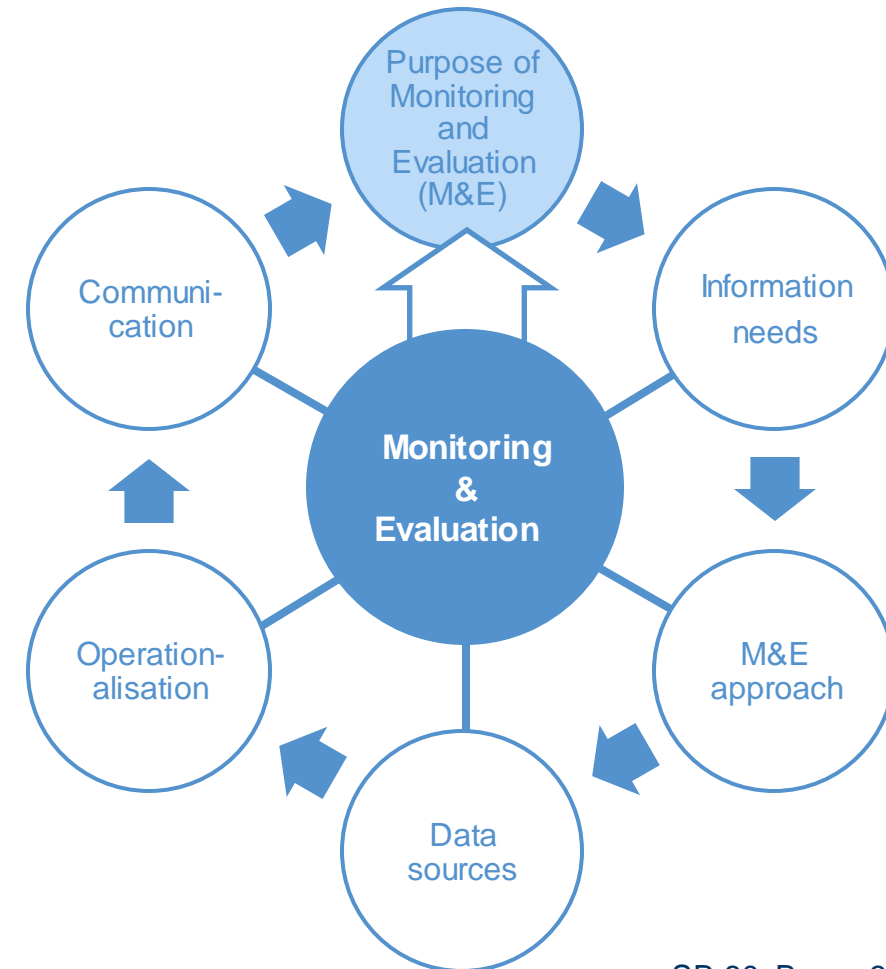 Purpose of
Monitoring
and
Evaluation
(M&E)
Information
needs
M&E
approach
Data
sources
Operation-
alisation
Communi-
cation
Monitoring
&
Evaluation